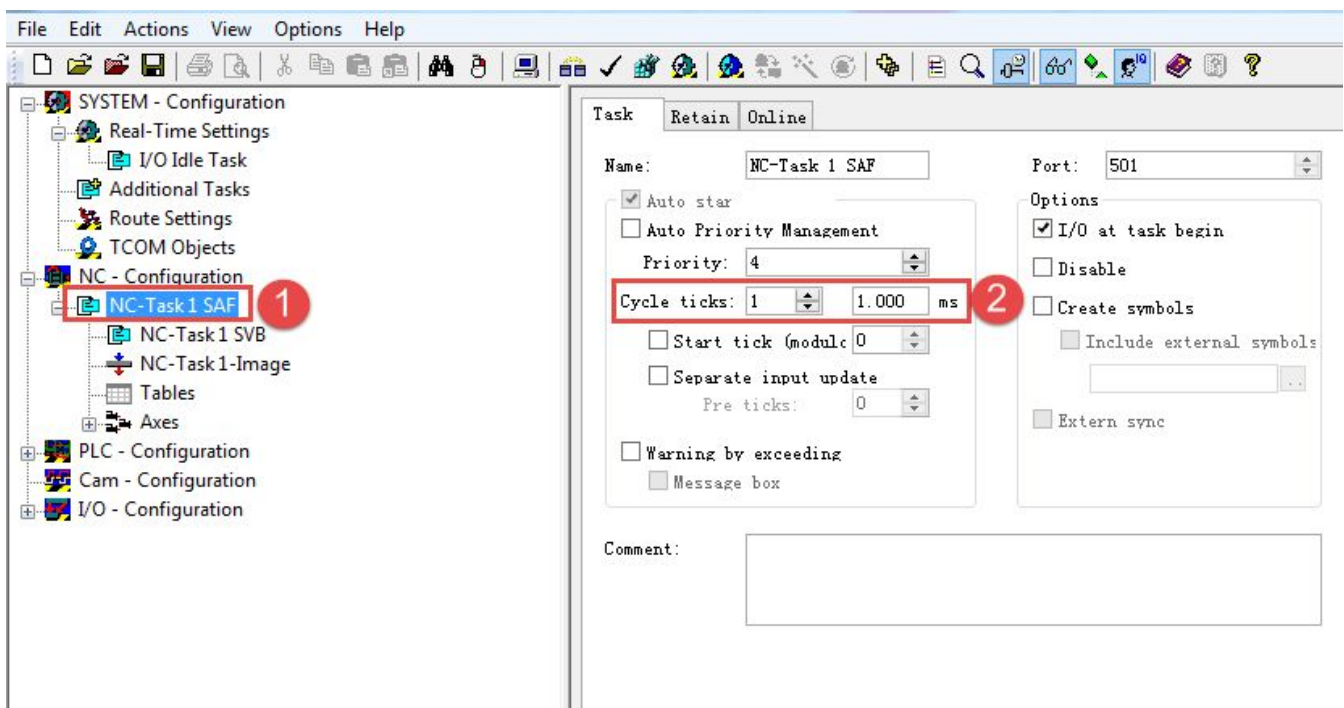 File Edit Actions View Options Help
SYSTEM - Configuration
Real-Time Settings
I/O Idle Task
Additional Tasks
Route Settings
TCOM Objects
NC - Configuration
NC-Task 1 SAF
1
NC-Task 1 SVB
NC-Task 1-Image
Tables
Axes
PLC - Configuration
Cam - Configuration
I/O - Configuration
Task Retain Online
Name: NC-Task 1 SAF
Auto star
Auto Priority Management
Priority: 4
Cycle ticks: 1 1.000 ms
2
Start tick (modulc 0
Separate input update
Pre ticks: 0
Warning by exceeding
Message box
Port: 501
Options
I/O at task begin
Disable
Create symbols
Include external symbols
..
Extern sync
Comment: